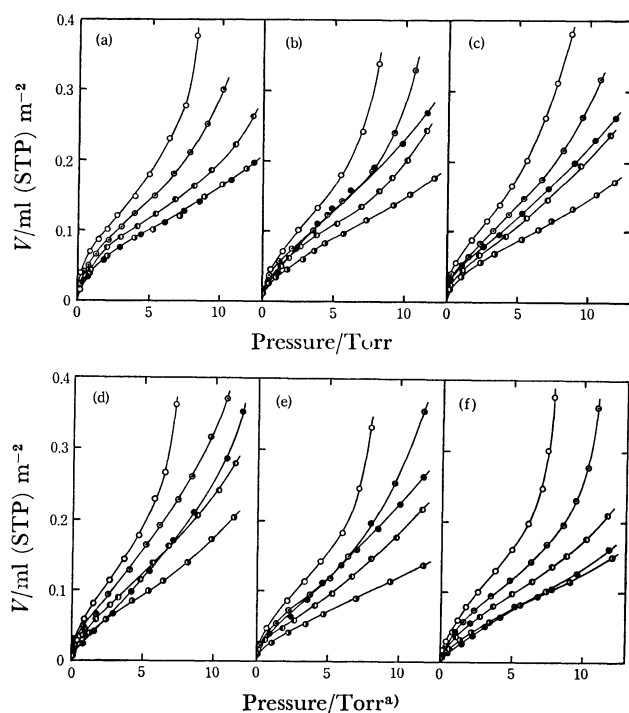 0.4
(a)
(b)
(c)
0.3
0.2
0.1
0
V/ml (STP) m⁻²
0 5 10 0 5 10 0 5 10
Pressure/Torr
0.4
(d)
(e)
(f)
0.3
0.2
0.1
0
V/ml (STP) m⁻²
0 5 10 0 5 10 0 5 10
Pressure/Torrᵃ⁾